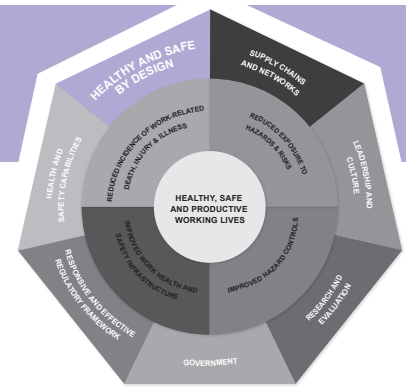 HEALTHY AND SAFE
BY DESIGN
SUPPLY CHAINS
AND NETWORKS
LEADERSHIP AND
CULTURE
RESEARCH AND
EVALUATION
GOVERNMENT
RESPONSIVE AND EFFECTIVE
REGULATORY FRAMEWORK
HEALTH AND
SAFETY CAPABILITIES
REDUCED INCIDENCE OF WORK-RELATED
DEATH, INJURY & ILLNESS
REDUCED EXPOSURE TO
HAZARDS & RISKS
IMPROVED HAZARD CONTROLS
IMPROVED WORK HEALTH AND
SAFETY INFRASTRUCTURE
HEALTHY, SAFE
AND PRODUCTIVE
WORKING LIVES